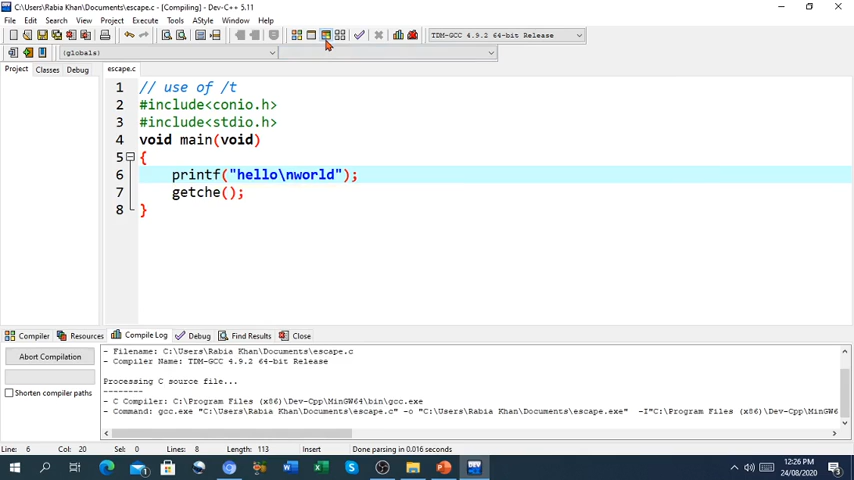 C:\Users\Rabia Khan\Documents\escape.c - [Compiling] - Dev-C++ 5.11
File Edit Search View Project Execute Tools AStyle Window Help
TDM-GCC 4.9.2 64-bit Release
(globals)
Project Classes Debug
escape.c
1 // use of /t
2 #include<conio.h>
3 #include<stdio.h>
4 void main(void)
5 {
6 printf("hello\nworld");
7 getche();
8 }
Compiler Resources Compile Log Debug Find Results Close
Abort Compilation
Shorten compiler paths
- Filename: C:\Users\Rabia Khan\Documents\escape.c
- Compiler Name: TDM-GCC 4.9.2 64-bit Release
Processing C source file...
--------
- C Compiler: C:\Program Files (x86)\Dev-Cpp\MinGW64\bin\gcc.exe
- Command: gcc.exe "C:\Users\Rabia Khan\Documents\escape.c" -o "C:\Users\Rabia Khan\Documents\escape.exe" -I"C:\Program Files (x86)\Dev-Cpp\MinGW6
Line: 6 Col: 20 Sel: 0 Lines: 8 Length: 113 Insert Done parsing in 0.016 seconds
12:26 PM
24/08/2020